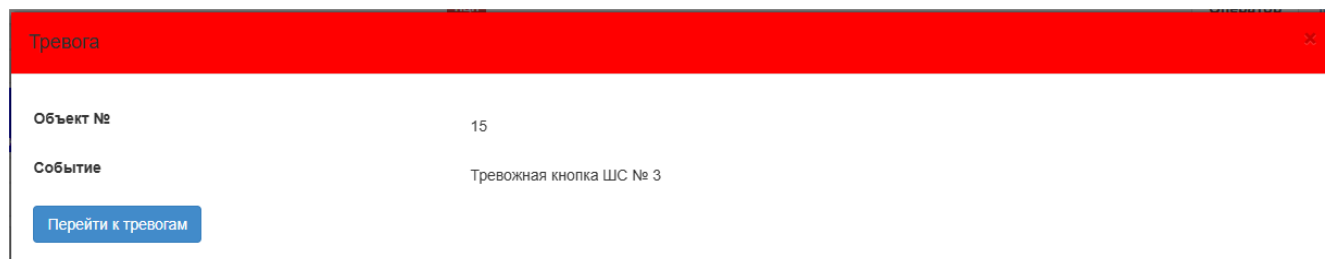 Тревога ×
Объект № 15
Событие Тревожная кнопка ШС № 3
Перейти к тревогам